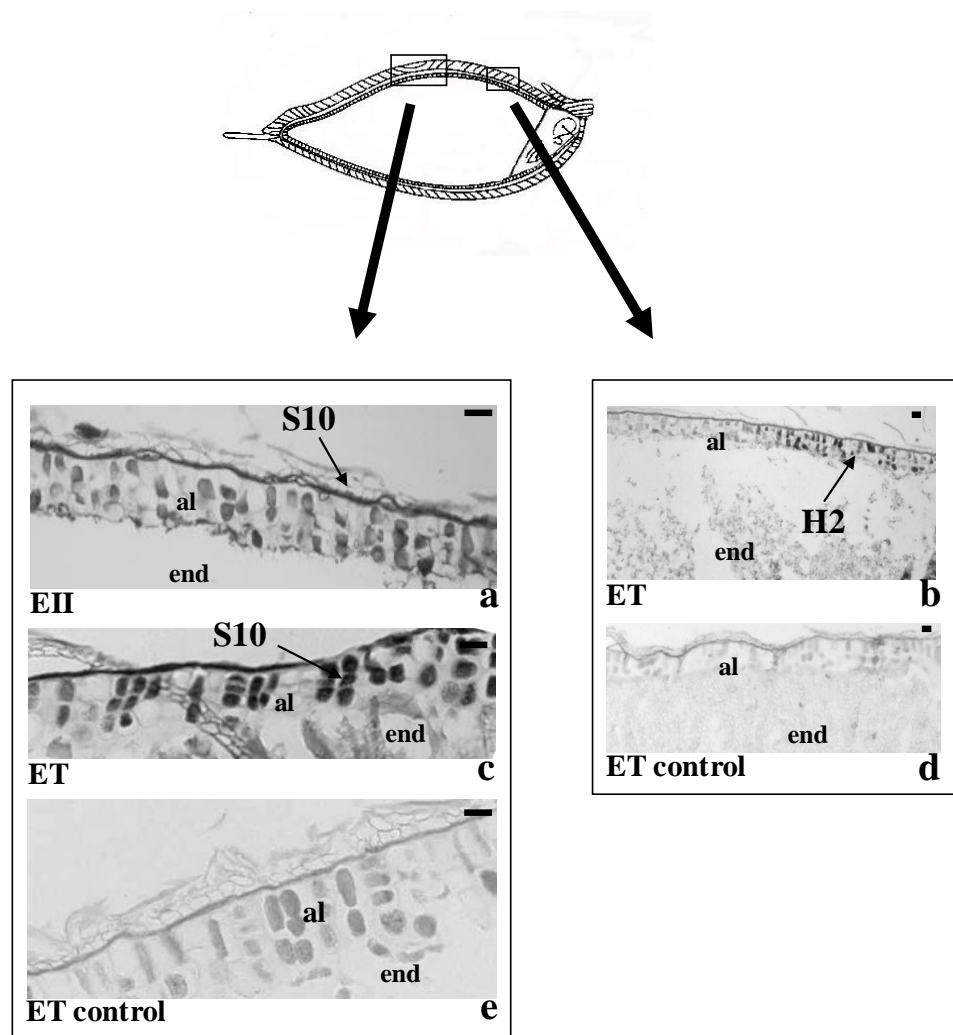 S10
al
end
EII
a
S10
al
end
ET
c
al
end
ET control
e
al
H2
end
ET
b
al
end
ET control
d